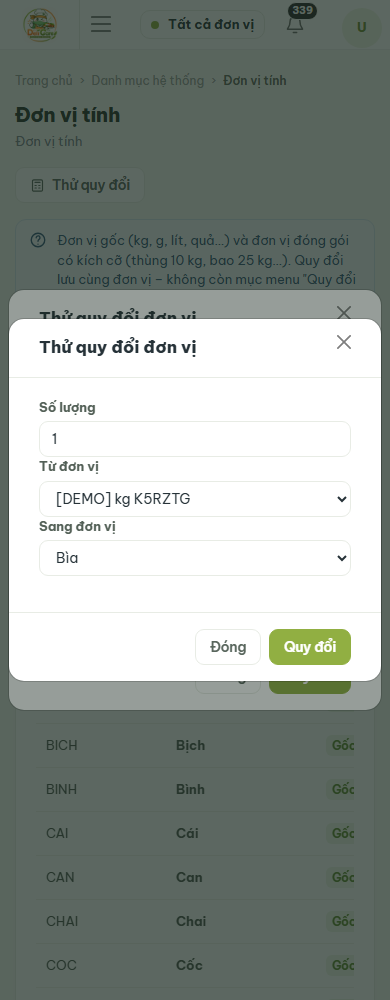 Tất cả đơn vị
339
U
Trang chủ › Danh mục hệ thống › Đơn vị tính
Đơn vị tính
Đơn vị tính
Thử quy đổi
Đơn vị gốc (kg, g, lít, quả…) và đơn vị đóng gói
có kích cỡ (thùng 10 kg, bao 25 kg…). Quy đổi
lưu cùng đơn vị – không còn mục menu "Quy đổi
Thử quy đổi đơn vị
Thử quy đổi đơn vị
Số lượng
1
Từ đơn vị
[DEMO] kg K5RZTG
Sang đơn vị
Bìa
Đóng
Quy đổi
BICH Bịch Gốc
BINH Bình Gốc
CAI Cái Gốc
CAN Can Gốc
CHAI Chai Gốc
COC Cốc Gốc